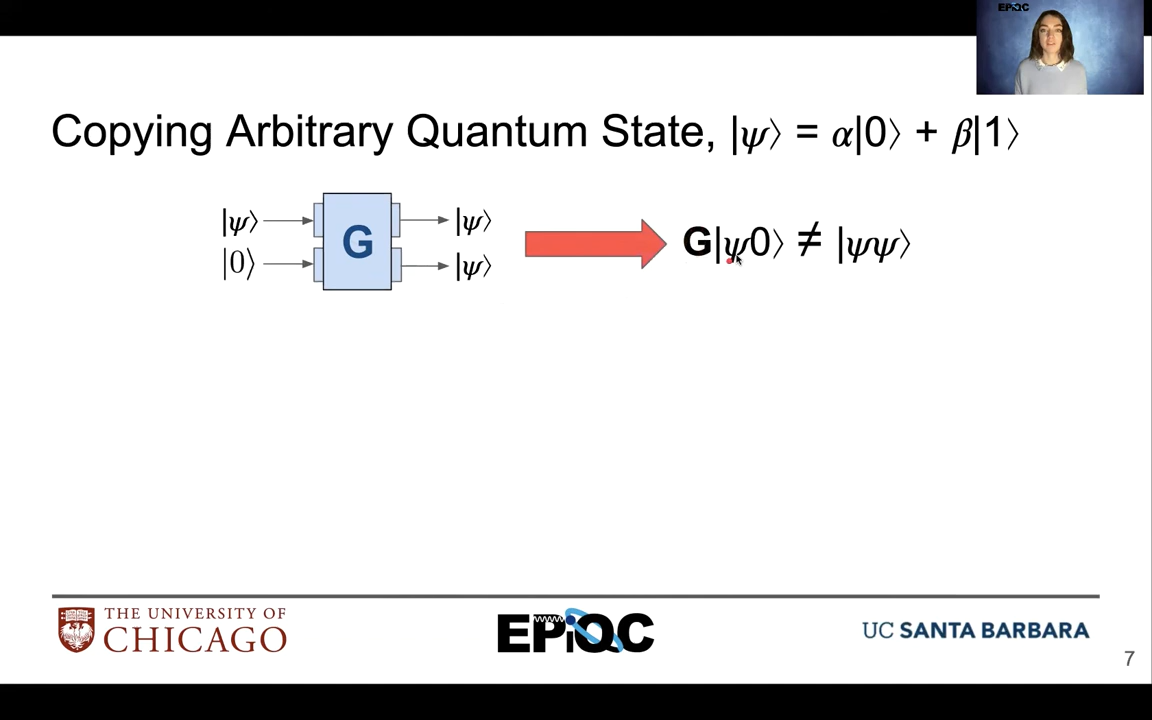 EPiQC
Copying Arbitrary Quantum State, |ψ⟩ = α|0⟩ + β|1⟩
|ψ⟩
|0⟩
G
|ψ⟩
|ψ⟩
G|ψ0⟩ ≠ |ψψ⟩
THE UNIVERSITY OF
CHICAGO
EPiQC
UC SANTA BARBARA
7